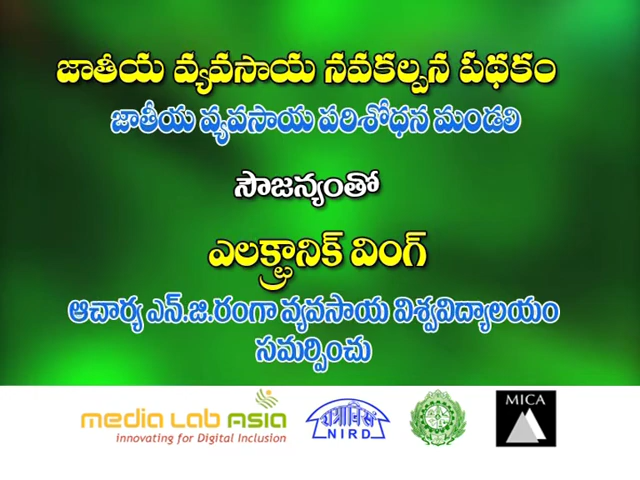 జాతీయ వ్యవసాయ నవకల్పన పథకం
జాతీయ వ్యవసాయ పరిశోధన మండలి
సౌజన్యంతో
ఎలక్ట్రానిక్ వింగ్
ఆచార్య ఎన్.జి.రంగా వ్యవసాయ విశ్వవిద్యాలయం
సమర్పించు
media Lab Asia
innovating for Digital Inclusion
NIRD
MICA